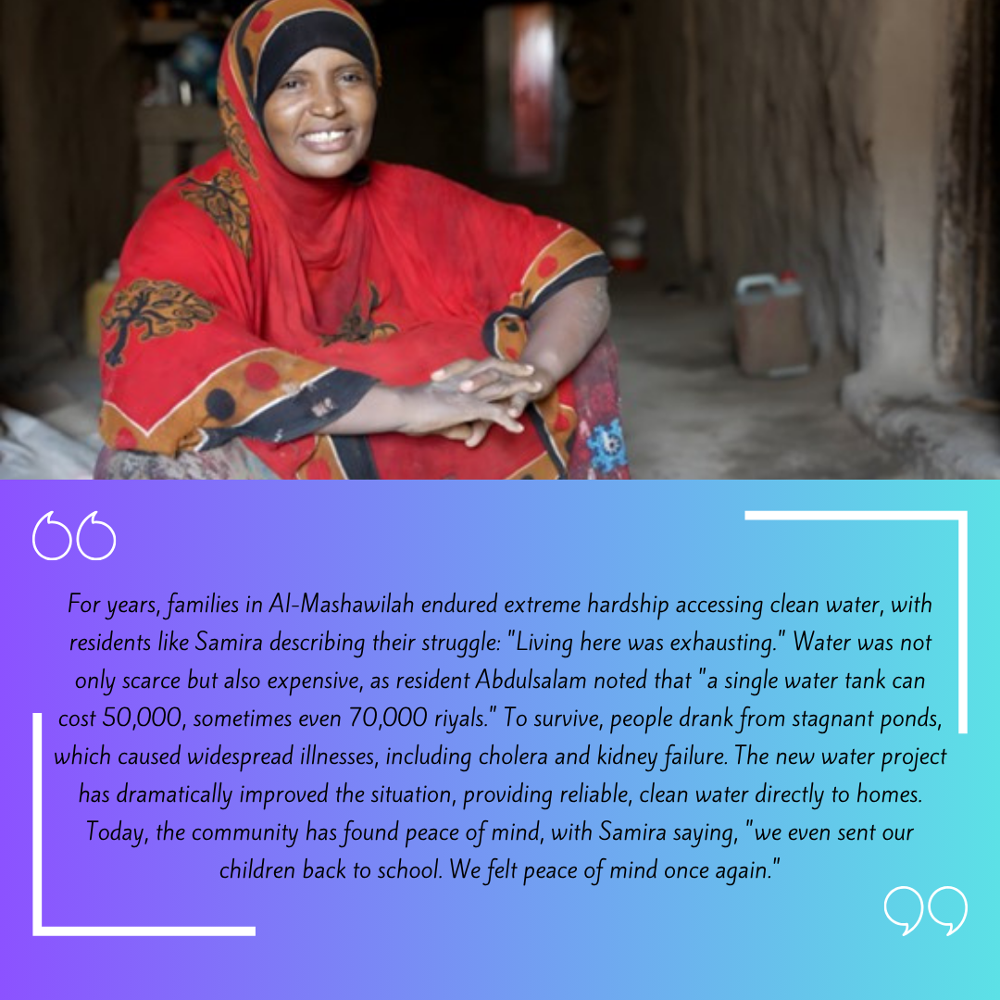 For years, families in Al-Mashawilah endured extreme hardship accessing clean water, with
residents like Samira describing their struggle: "Living here was exhausting." Water was not
only scarce but also expensive, as resident Abdulsalam noted that "a single water tank can
cost 50,000, sometimes even 70,000 riyals." To survive, people drank from stagnant ponds,
which caused widespread illnesses, including cholera and kidney failure. The new water project
has dramatically improved the situation, providing reliable, clean water directly to homes.
Today, the community has found peace of mind, with Samira saying, "we even sent our
children back to school. We felt peace of mind once again."